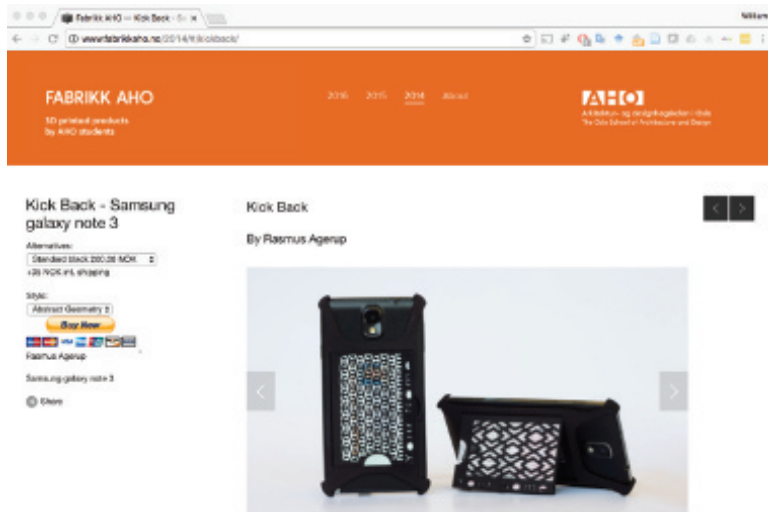 Fabrikk AHO — Kick Back - S
William
www.fabrikkaho.no/2014/#/kickback/
FABRIKK AHO
3D printed products
by AHO students
2016 2015 2014 About
AHO
Arkitektur- og designhøgskolen i Oslo
The Oslo School of Architecture and Design
Kick Back - Samsung
galaxy note 3
Alternatives:
Standard black 200,00 NOK
+35 NOK int. shipping
Style:
Abstract Geometry
Buy Now
Rasmus Agerup
Samsung galaxy note 3
Share
Kick Back
By Rasmus Agerup